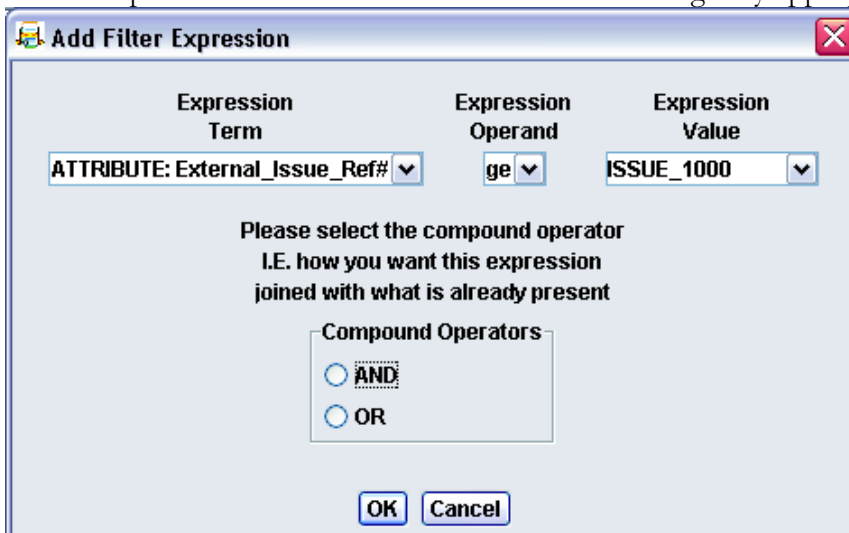 Add Filter Expression
Expression Expression Expression
Term Operand Value
ATTRIBUTE: External_Issue_Ref# ge ISSUE_1000
Please select the compound operator
I.E. how you want this expression
joined with what is already present
Compound Operators
AND
OR
OK Cancel